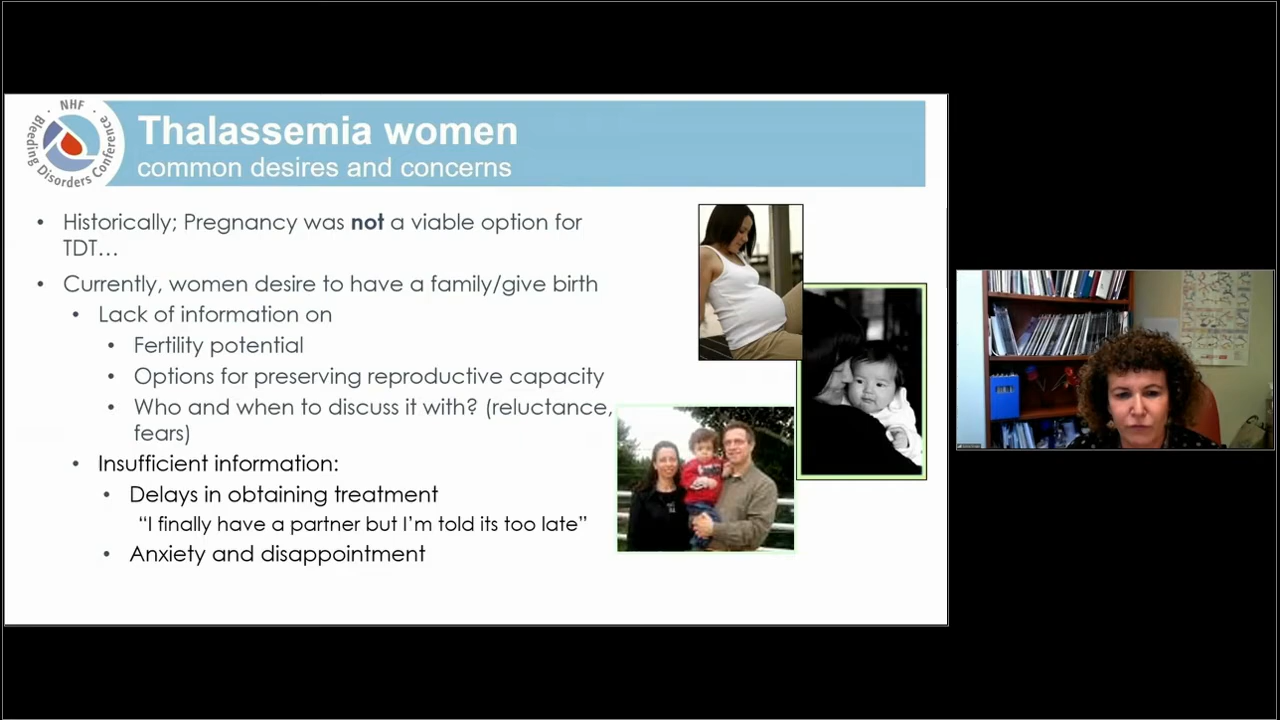 NHF
Bleeding Disorders Conference
Thalassemia women
common desires and concerns
• Historically; Pregnancy was not a viable option for
TDT…
• Currently, women desire to have a family/give birth
• Lack of information on
• Fertility potential
• Options for preserving reproductive capacity
• Who and when to discuss it with? (reluctance,
fears)
• Insufficient information:
• Delays in obtaining treatment
“I finally have a partner but I’m told its too late”
• Anxiety and disappointment